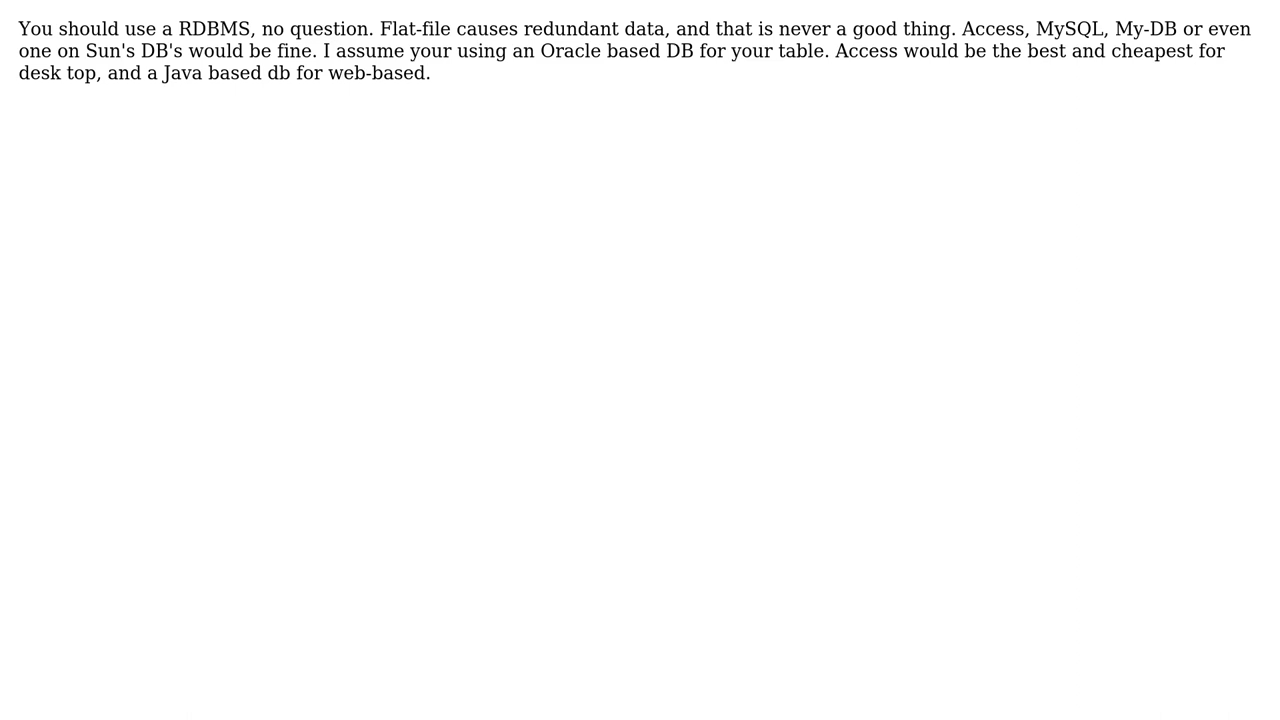 You should use a RDBMS, no question. Flat-file causes redundant data, and that is never a good thing. Access, MySQL, My-DB or even
one on Sun's DB's would be fine. I assume your using an Oracle based DB for your table. Access would be the best and cheapest for
desk top, and a Java based db for web-based.